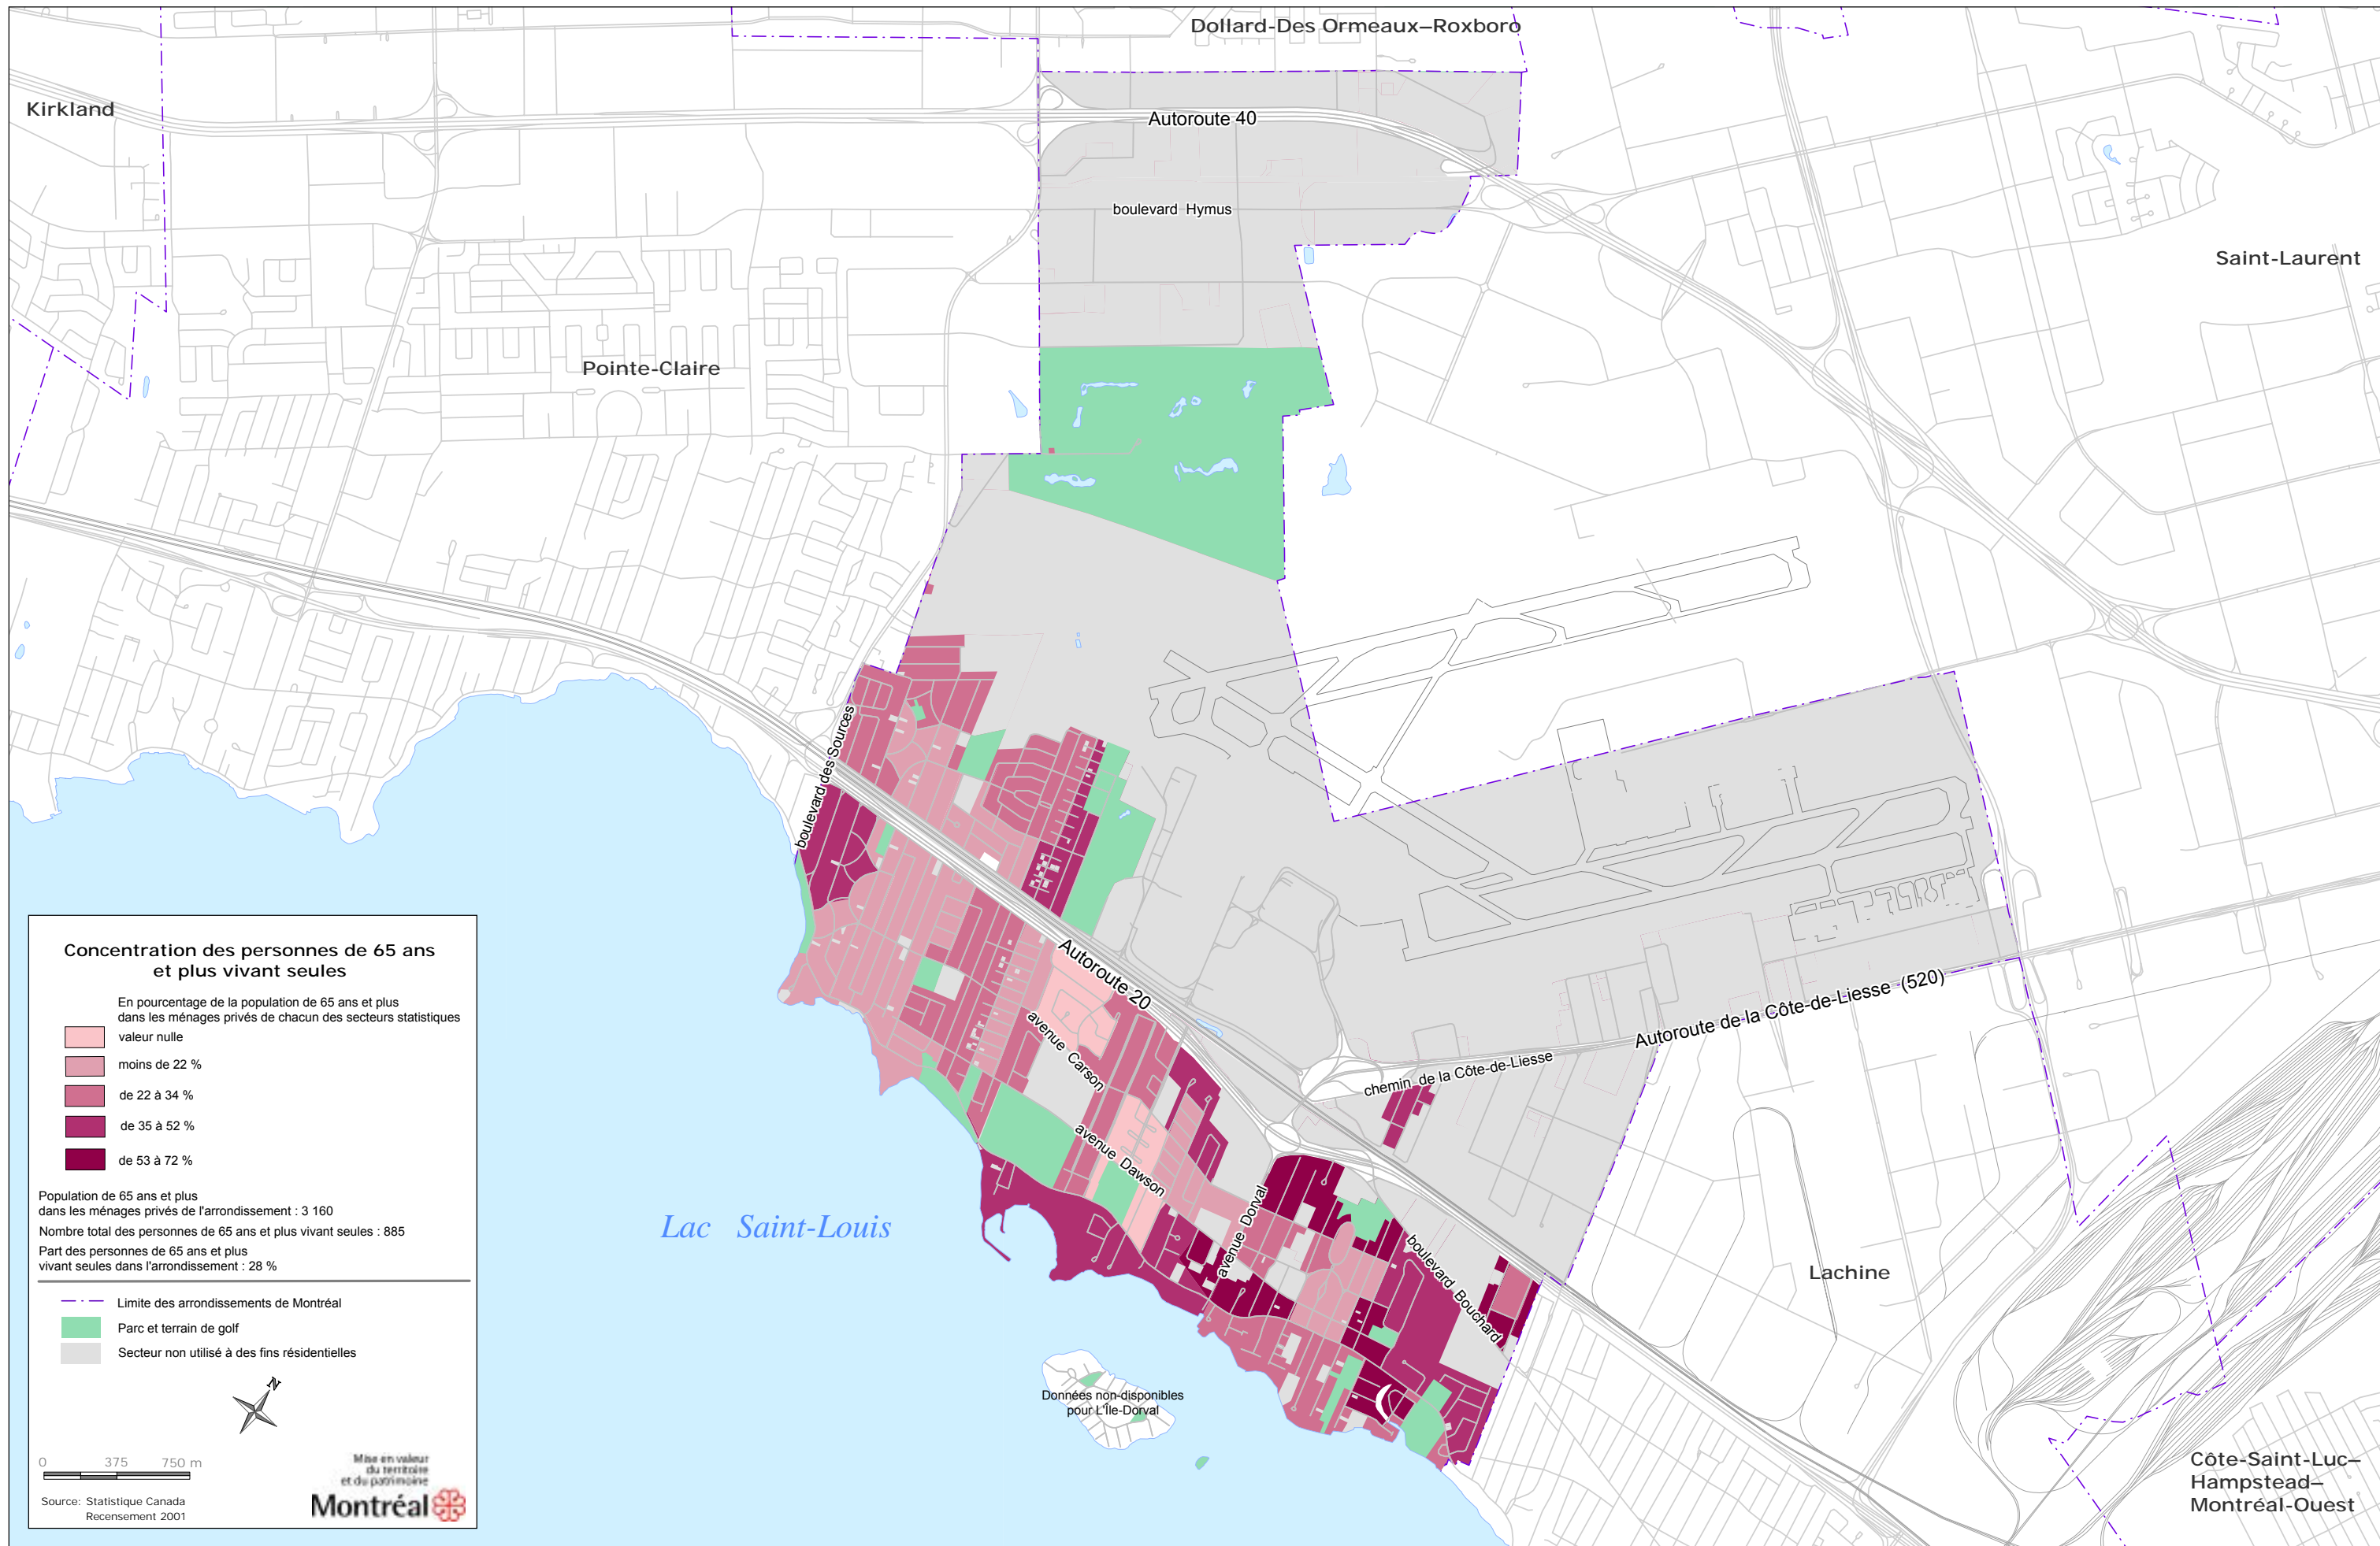 Dollard-Des Ormeaux–Roxboro
Kirkland
Autoroute 40
boulevard Hymus
Saint-Laurent
Pointe-Claire
boulevard des Sources
Autoroute 20
avenue Carson
avenue Dawson
avenue Dorval
boulevard Bouchard
chemin de la Côte-de-Liesse
Autoroute de la Côte-de-Liesse (520)
Lachine
Lac Saint-Louis
Données non-disponibles
pour L'Île-Dorval
Côte-Saint-Luc–
Hampstead–
Montréal-Ouest
Concentration des personnes de 65 ans
et plus vivant seules
En pourcentage de la population de 65 ans et plus
dans les ménages privés de chacun des secteurs statistiques
valeur nulle
moins de 22 %
de 22 à 34 %
de 35 à 52 %
de 53 à 72 %
Population de 65 ans et plus
dans les ménages privés de l'arrondissement : 3 160
Nombre total des personnes de 65 ans et plus vivant seules : 885
Part des personnes de 65 ans et plus
vivant seules dans l'arrondissement : 28 %
Limite des arrondissements de Montréal
Parc et terrain de golf
Secteur non utilisé à des fins résidentielles
N
0 375 750 m
Source: Statistique Canada
Recensement 2001
Mise en valeur
du territoire
et du patrimoine
Montréal